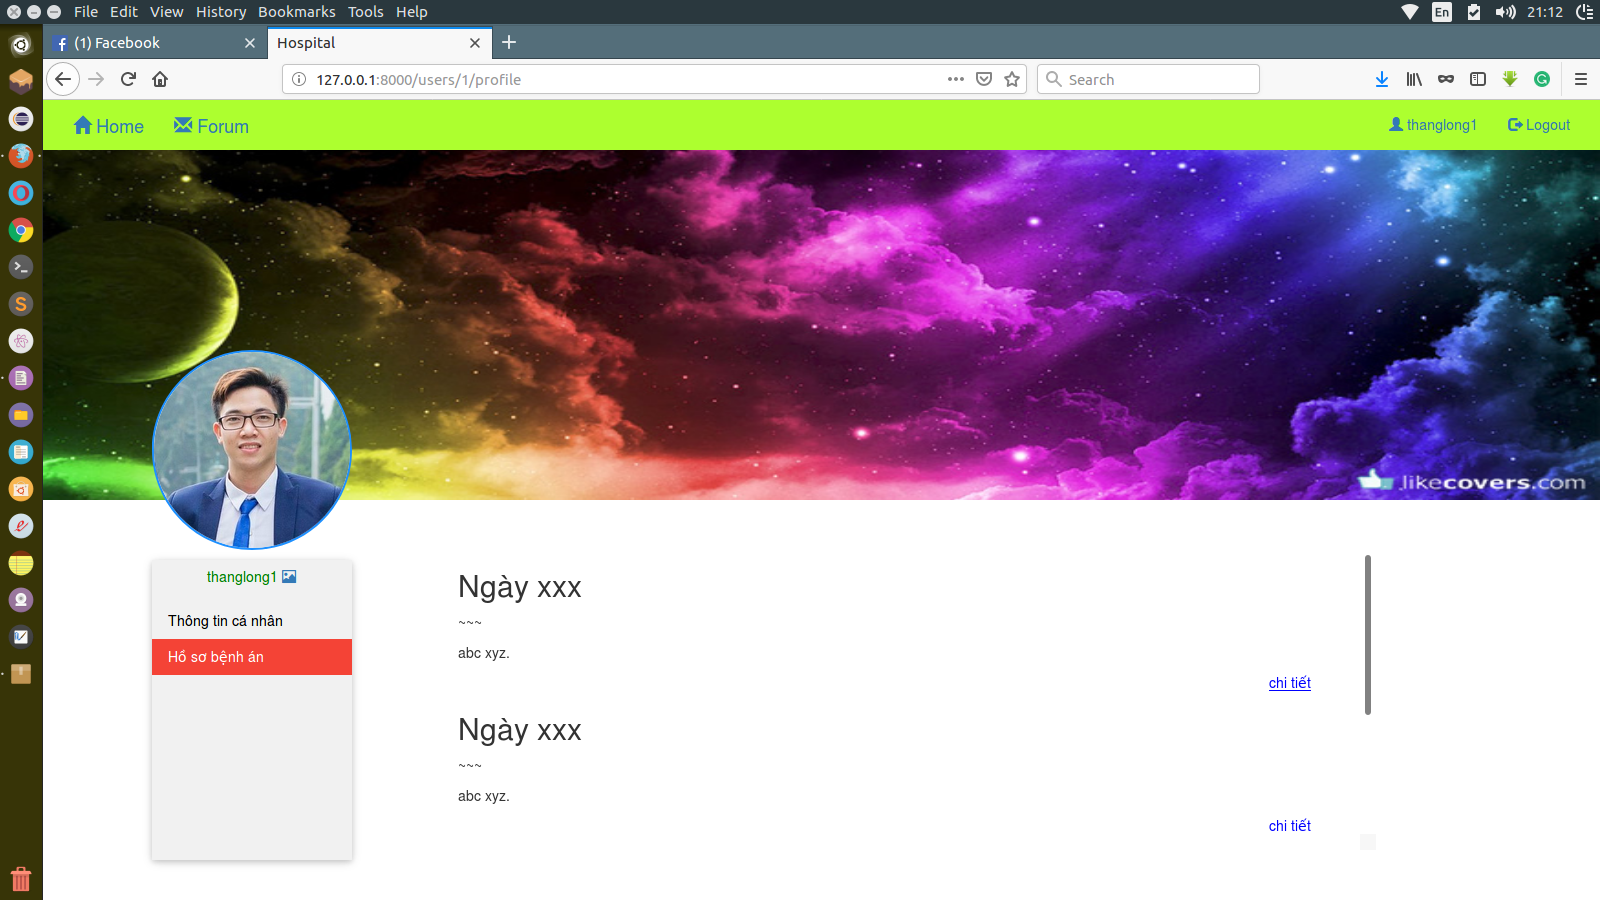 File Edit View History Bookmarks Tools Help
En
21:12
(1) Facebook
Hospital
127.0.0.1:8000/users/1/profile
Search
Home
Forum
thanglong1
Logout
.likecovers.com
thanglong1
Thông tin cá nhân
Hồ sơ bệnh án
Ngày xxx
~~~
abc xyz.
chi tiết
Ngày xxx
~~~
abc xyz.
chi tiết